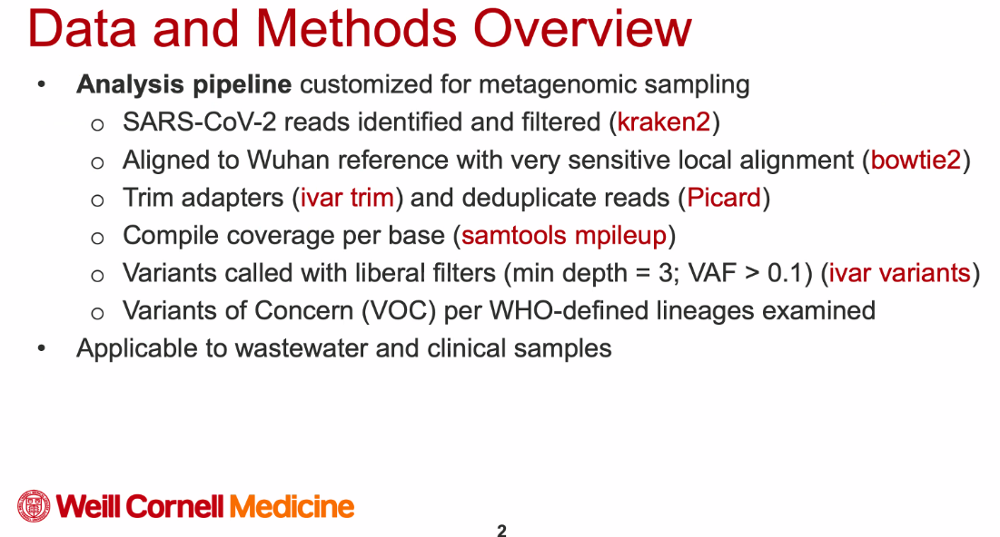 Data and Methods Overview
• Analysis pipeline customized for metagenomic sampling
o SARS-CoV-2 reads identified and filtered (kraken2)
o Aligned to Wuhan reference with very sensitive local alignment (bowtie2)
o Trim adapters (ivar trim) and deduplicate reads (Picard)
o Compile coverage per base (samtools mpileup)
o Variants called with liberal filters (min depth = 3; VAF > 0.1) (ivar variants)
o Variants of Concern (VOC) per WHO-defined lineages examined
• Applicable to wastewater and clinical samples
Weill Cornell Medicine
2